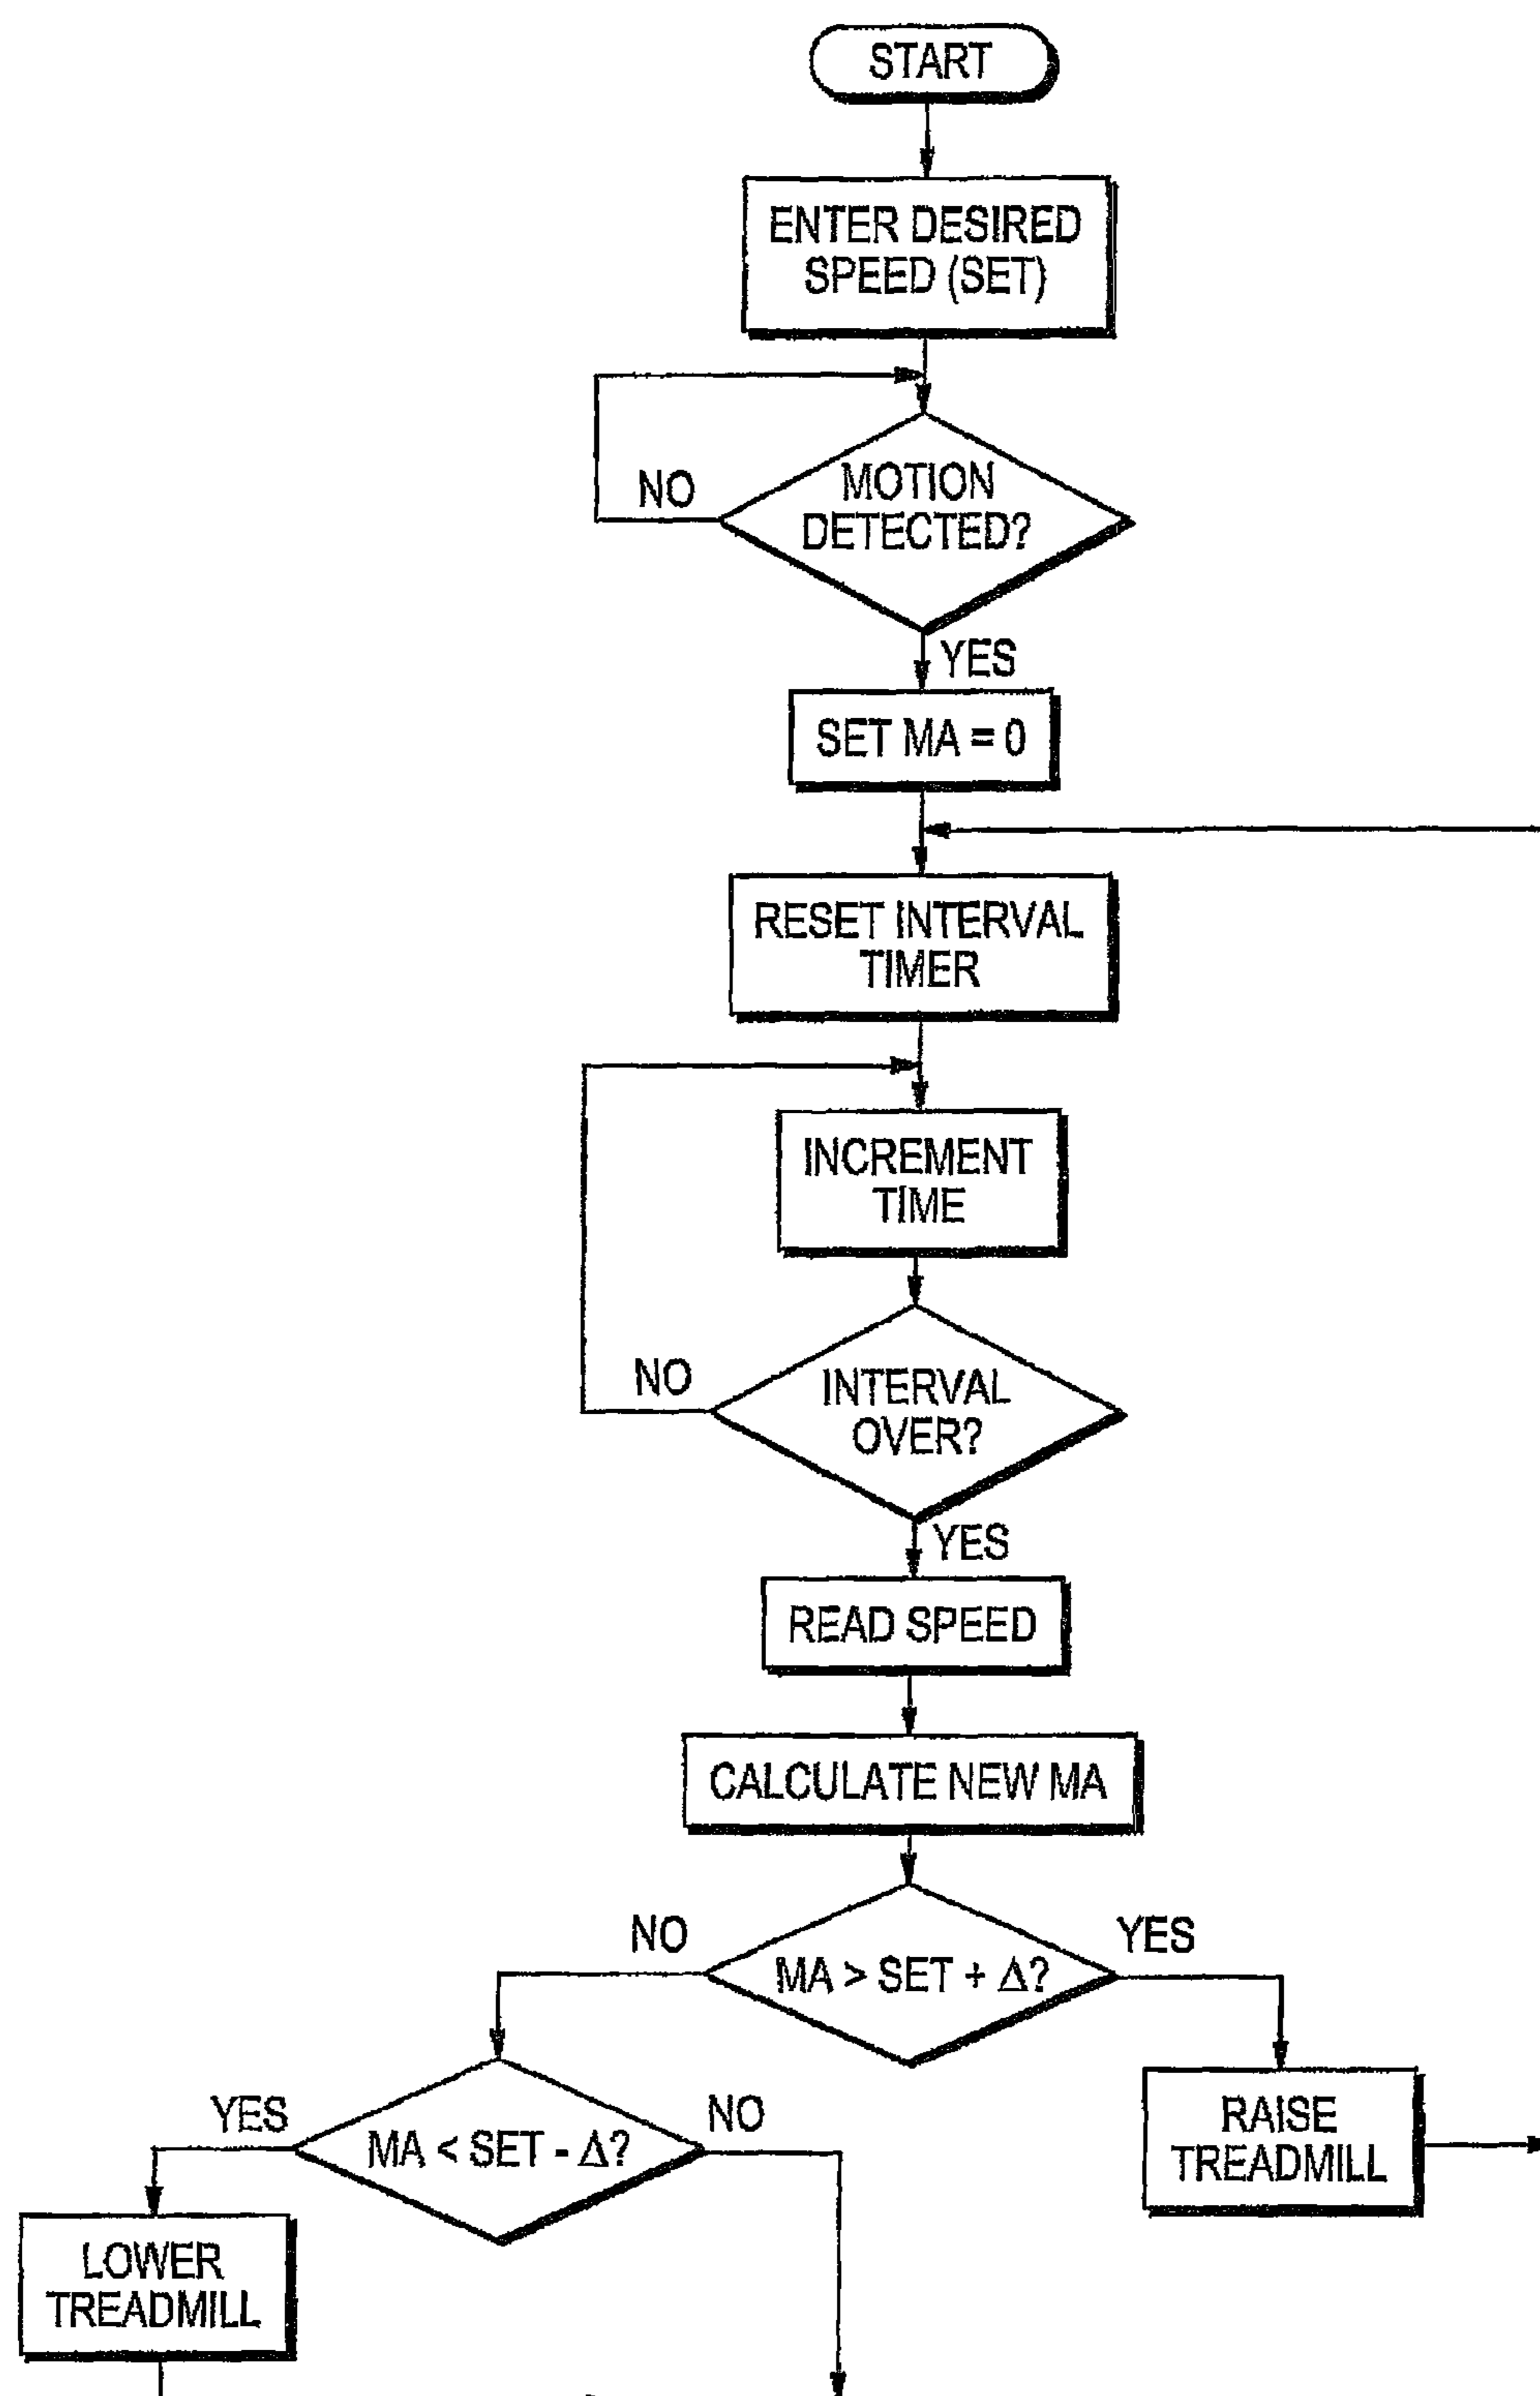 START
ENTER DESIRED
SPEED (SET)
NO
MOTION
DETECTED?
YES
SET MA = 0
RESET INTERVAL
TIMER
INCREMENT
TIME
NO
INTERVAL
OVER?
YES
READ SPEED
CALCULATE NEW MA
NO
YES
MA > SET + Δ?
YES
NO
MA < SET - Δ?
RAISE
TREADMILL
LOWER
TREADMILL